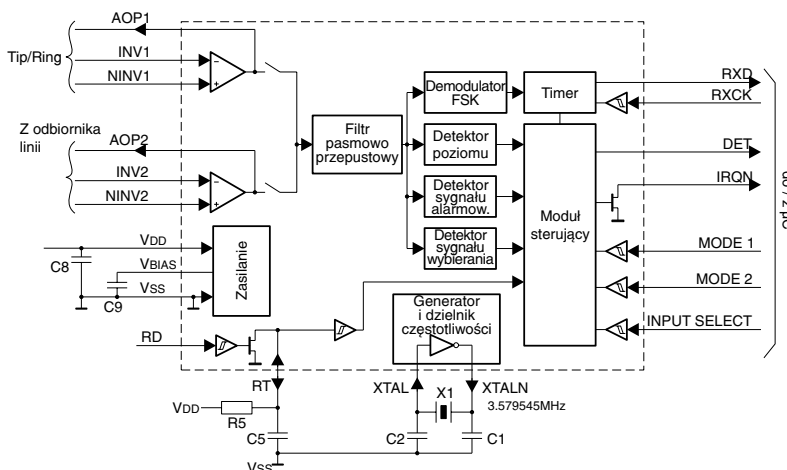 AOP1
Tip/Ring
INV1
NINV1
Z odbiornika
linii
AOP2
INV2
NINV2
Filtr
pasmowo
przepustowy
Demodulator
FSK
Timer
Detektor
poziomu
Detektor
sygnału
alarmow.
Detektor
sygnału
wybierania
Moduł
sterujący
RXD
RXCK
DET
IRQN
MODE 1
MODE 2
INPUT SELECT
do / z µC
VDD
C8
VBIAS
C9
VSS
Zasilanie
Generator
i dzielnik
częstotliwości
RD
RT
XTAL
X1
XTALN
3.579545MHz
VDD
R5
C5
C2
C1
VSS